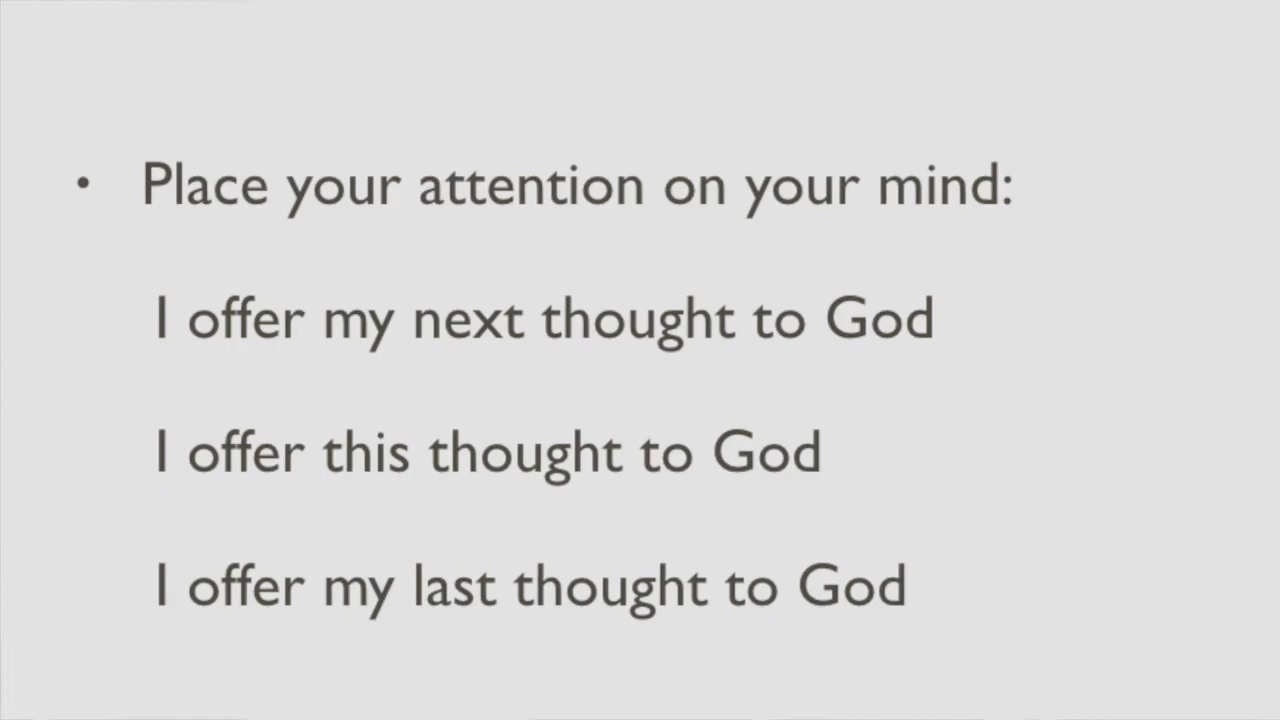 • Place your attention on your mind:
I offer my next thought to God
I offer this thought to God
I offer my last thought to God